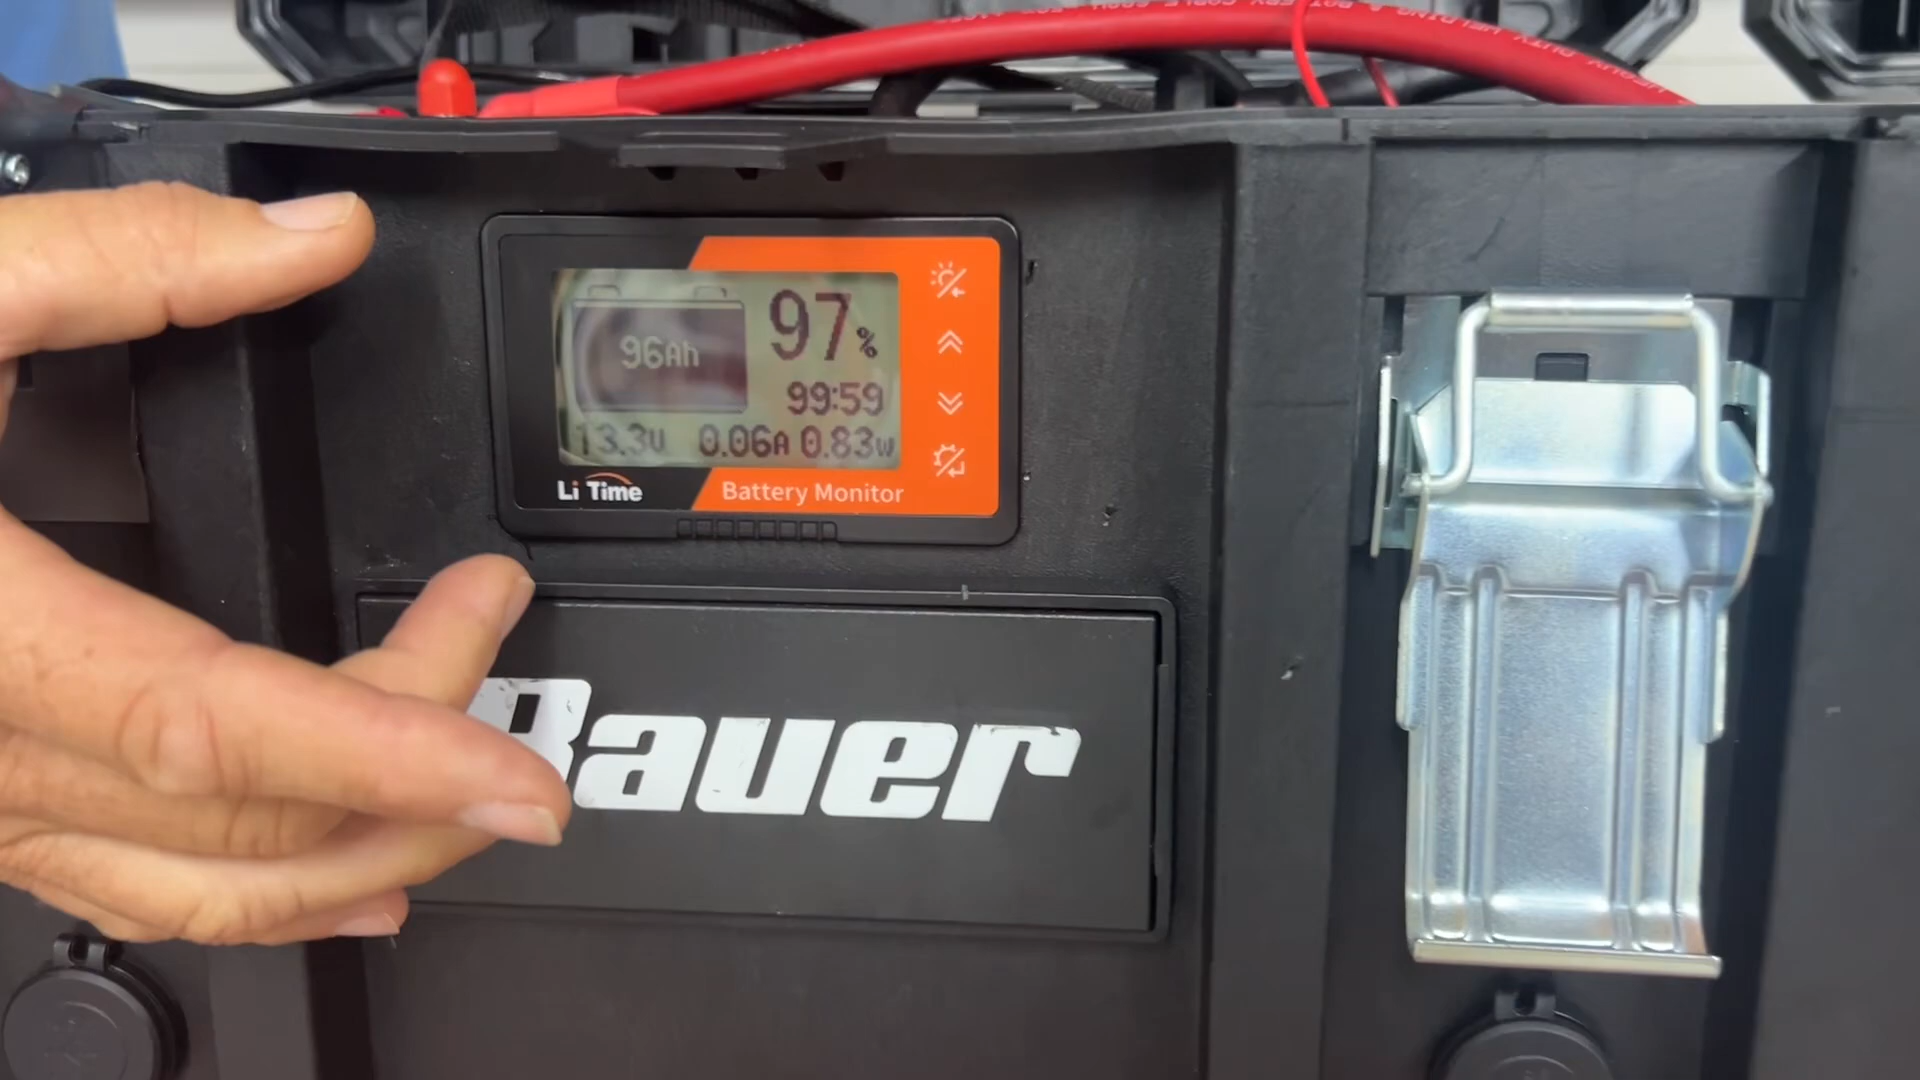 97%
96Ah
99:59
13.3V 0.06A 0.83W
Li Time
Battery Monitor
Bauer